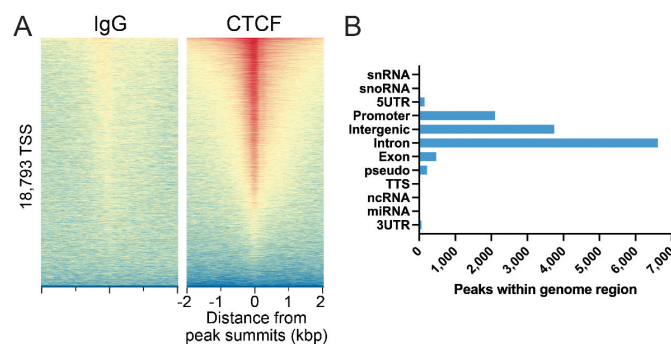 A
IgG
CTCF
18,793 TSS
-2 -1 0 1 2
Distance from
peak summits (kbp)
B
snRNA
snoRNA
5UTR
Promoter
Intergenic
Intron
Exon
pseudo
TTS
ncRNA
miRNA
3UTR
0 1,000 2,000 3,000 4,000 5,000 6,000 7,000
Peaks within genome region